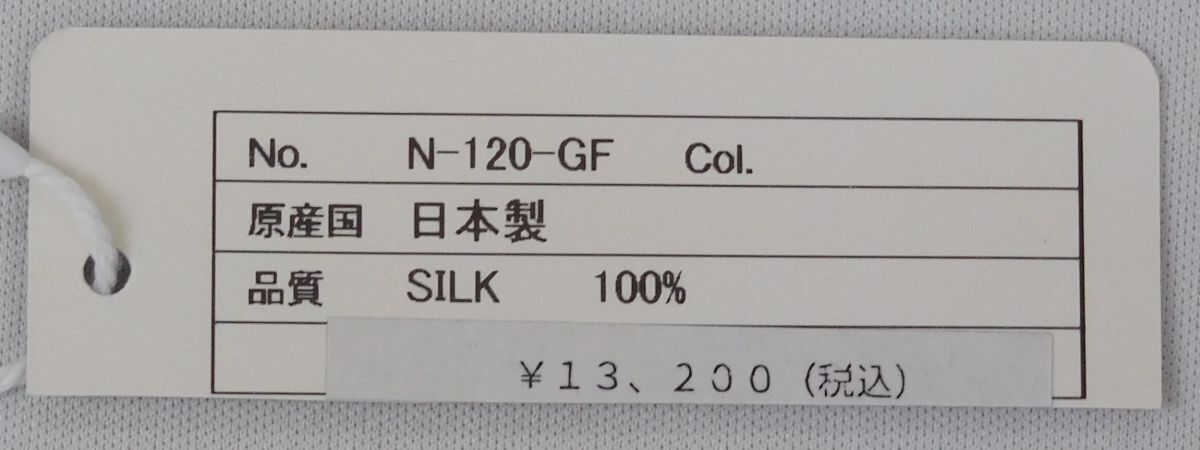 No. N-120-GF Col.
原産国 日本製
品質 SILK 100%
￥１３、２００（税込）